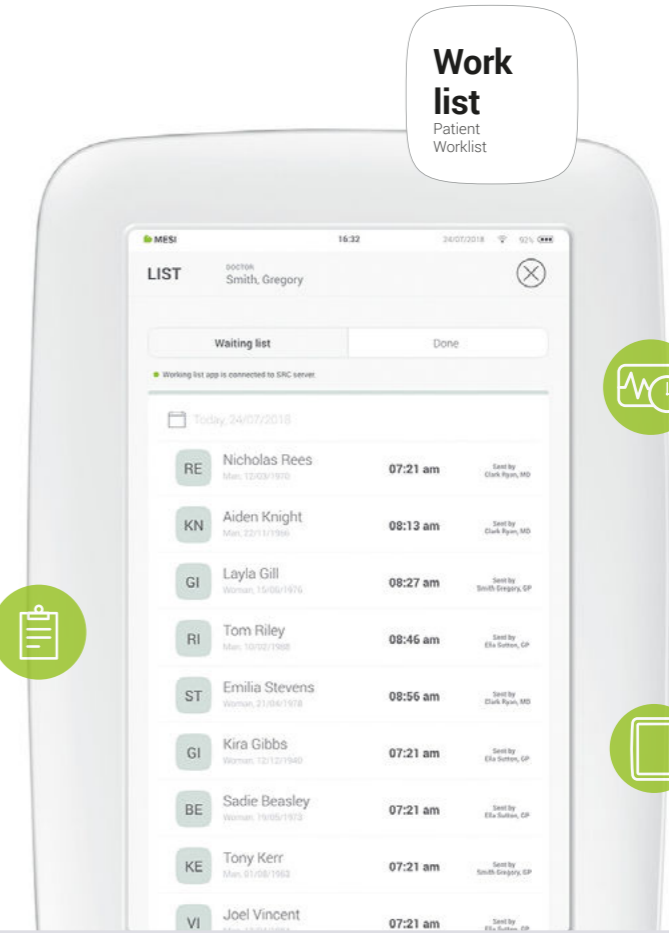 Work
list
Patient
Worklist
MESI 16:32 24/07/2018 92%
LIST DOCTOR
Smith, Gregory
Waiting list Done
Working list app is connected to SRC server.
Today, 24/07/2018
RE Nicholas Rees 07:21 am Sent by
Man, 12/03/1970 Clark Ryan, MD
KN Aiden Knight 08:13 am Sent by
Man, 22/11/1966 Clark Ryan, MD
GI Layla Gill 08:27 am Sent by
Woman, 15/06/1976 Smith Gregory, GP
RI Tom Riley 08:46 am Sent by
Man, 10/02/1988 Ella Sutton, GP
ST Emilia Stevens 08:56 am Sent by
Woman, 21/04/1978 Clark Ryan, MD
GI Kira Gibbs 07:21 am Sent by
Woman, 12/12/1940 Ella Sutton, GP
BE Sadie Beasley 07:21 am Sent by
Woman, 19/05/1973 Ella Sutton, GP
KE Tony Kerr 07:21 am Sent by
Man, 01/08/1963 Smith Gregory, GP
VI Joel Vincent 07:21 am Sent by
Ella Sutton, GP